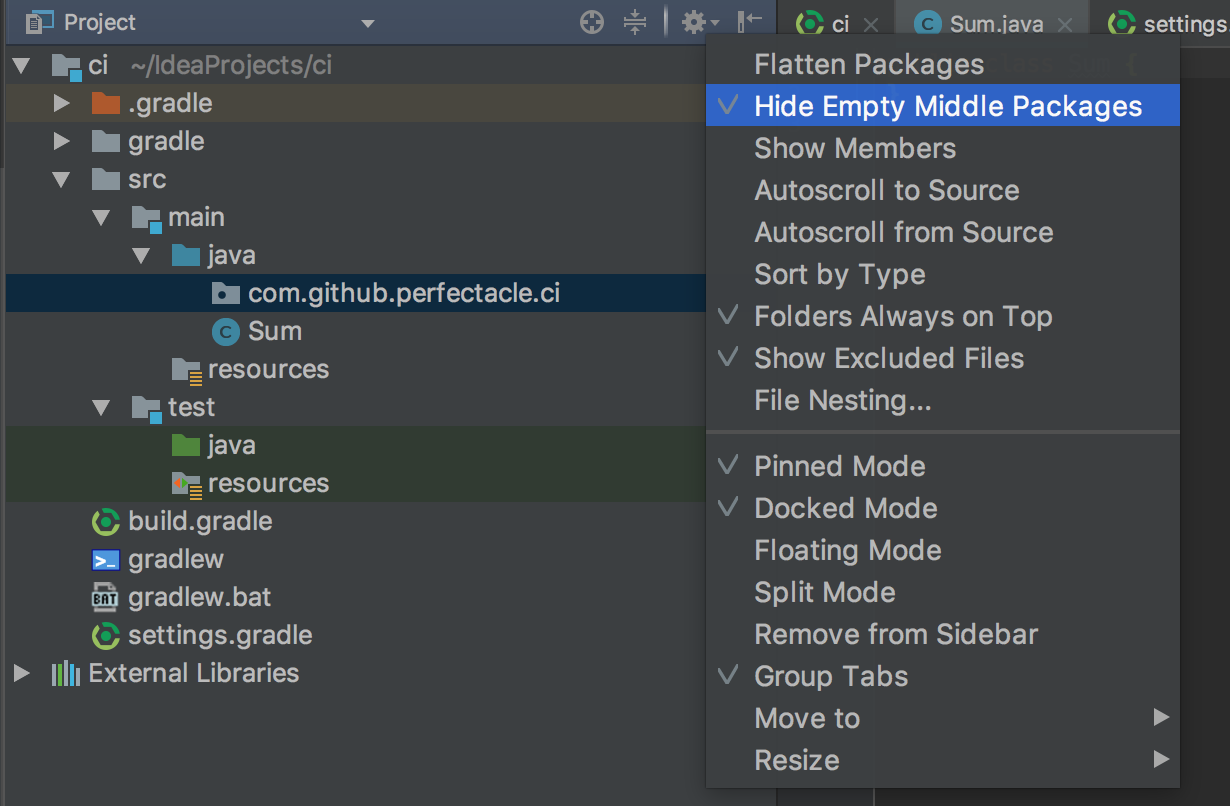 Project
ci ~/IdeaProjects/ci
.gradle
gradle
src
main
java
com.github.perfectacle.ci
C Sum
resources
test
java
resources
build.gradle
>_ gradlew
BAT gradlew.bat
settings.gradle
External Libraries
ci
C Sum.java
settings.
Flatten Packages
Hide Empty Middle Packages
Show Members
Autoscroll to Source
Autoscroll from Source
Sort by Type
Folders Always on Top
Show Excluded Files
File Nesting...
Pinned Mode
Docked Mode
Floating Mode
Split Mode
Remove from Sidebar
Group Tabs
Move to
Resize